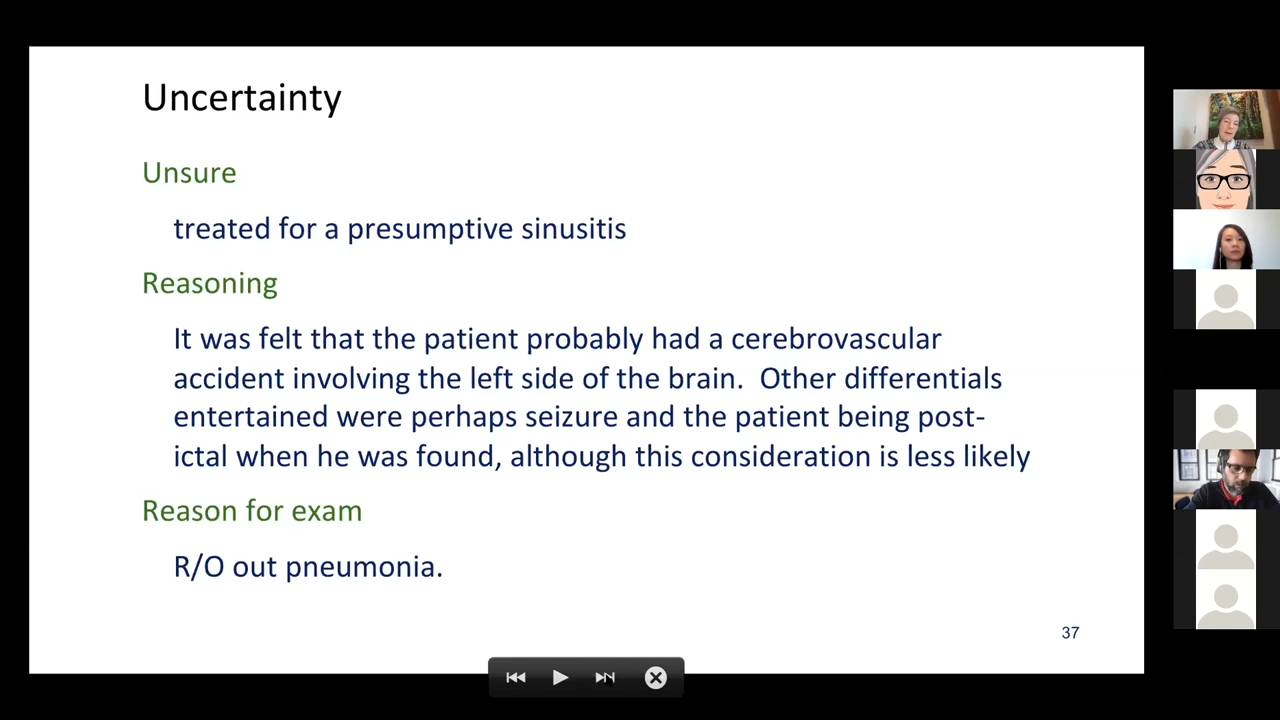 Uncertainty
Unsure
treated for a presumptive sinusitis
Reasoning
It was felt that the patient probably had a cerebrovascular
accident involving the left side of the brain.  Other differentials
entertained were perhaps seizure and the patient being post-
ictal when he was found, although this consideration is less likely
Reason for exam
R/O out pneumonia.
37